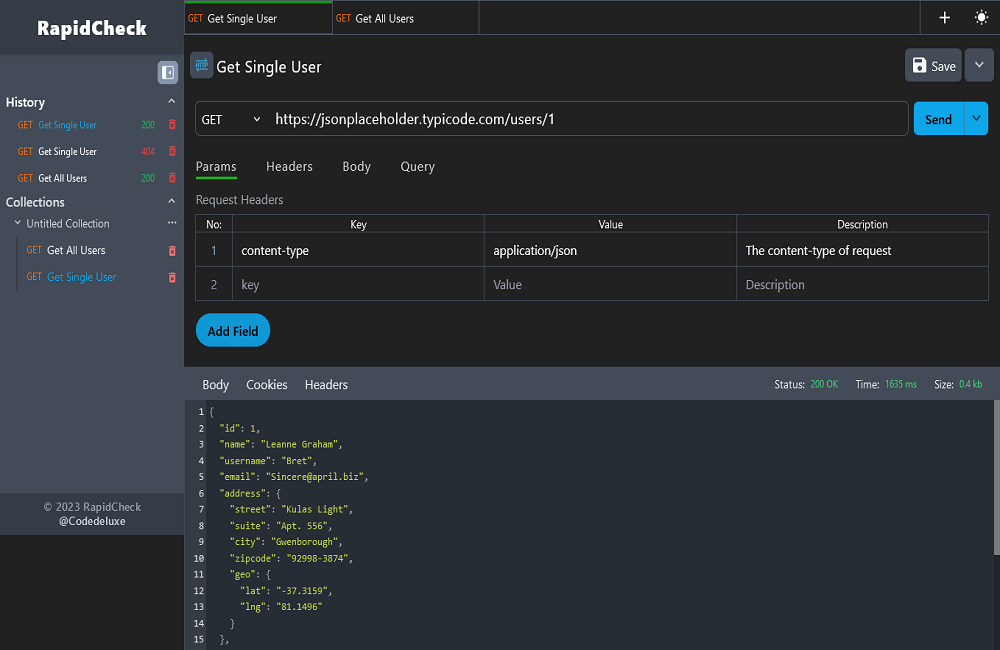 RapidCheck
GET Get Single User
GET Get All Users
History
GET Get Single User 200
GET Get Single User 404
GET Get All Users 200
Collections
Untitled Collection ...
GET Get All Users
GET Get Single User
© 2023 RapidCheck
@Codedeluxe
HTTP Get Single User
Save
GET https://jsonplaceholder.typicode.com/users/1
Send
Params Headers Body Query
Request Headers
No: Key Value Description
1 content-type application/json The content-type of request
2 key Value Description
Add Field
Body Cookies Headers Status: 200 OK Time: 1635 ms Size: 0.4 kb
1 {
2 "id": 1,
3 "name": "Leanne Graham",
4 "username": "Bret",
5 "email": "Sincere@april.biz",
6 "address": {
7 "street": "Kulas Light",
8 "suite": "Apt. 556",
9 "city": "Gwenborough",
10 "zipcode": "92998-3874",
11 "geo": {
12 "lat": "-37.3159",
13 "lng": "81.1496"
14 }
15 },